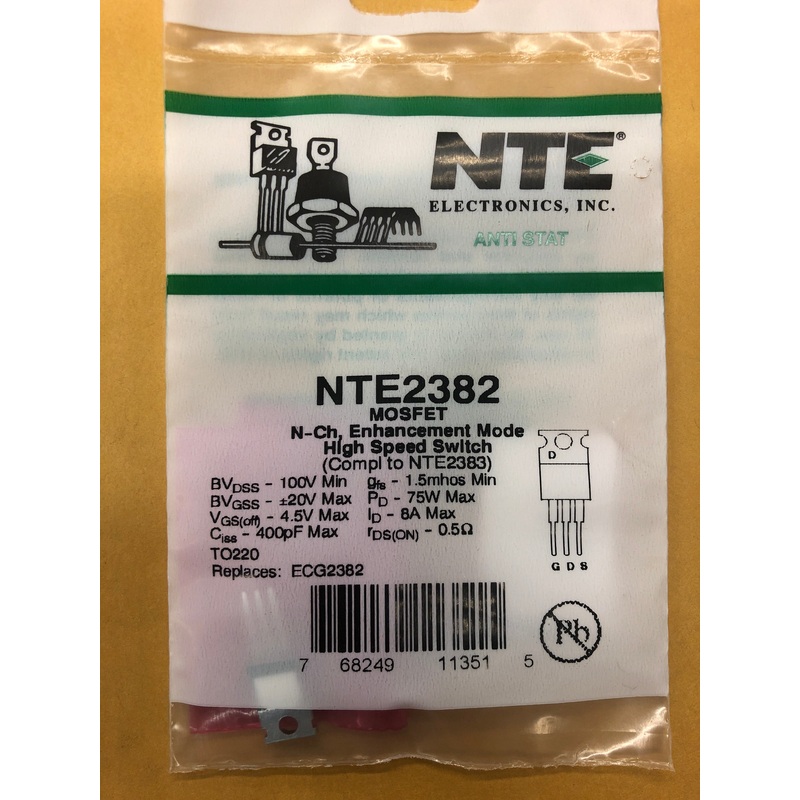 NTE®
ELECTRONICS, INC.
ANTI STAT
NTE2382
MOSFET
N-Ch, Enhancement Mode
High Speed Switch
(Compl to NTE2383)
BVDSS - 100V Min gfs - 1.5mhos Min
BVGSS - ±20V Max PD - 75W Max
VGS(off) - 4.5V Max ID - 8A Max
Ciss - 400pF Max rDS(ON) - 0.5Ω
TO220
Replaces: ECG2382
D
G D S
7 68249 11351 5
Pb